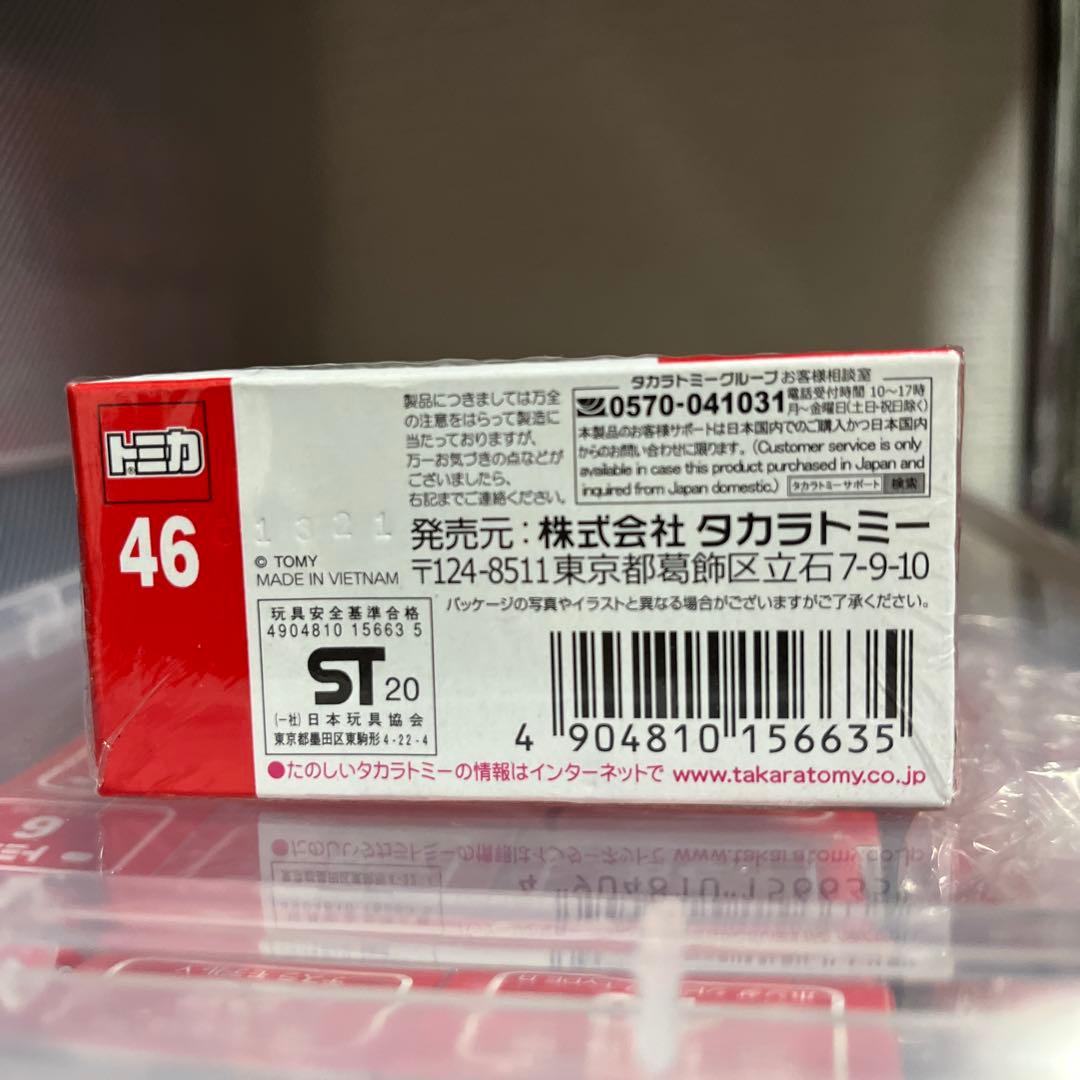 トミカ
46
製品につきましては万全
の注意をはらって製造に
当たっておりますが、
万一お気づきの点などが
ございましたら、
右記までご連絡ください。
タカラトミーグループ お客様相談室
0570-041031
電話受付時間 10〜17時
月〜金曜日(土日・祝日除く)
本製品のお客様サポートは日本国内でのご購入かつ日本国内
からのお問い合わせに限ります。(Customer service is only
available in case this product purchased in Japan and
inquired from Japan domestic.) タカラトミーサポート 検索
1321
© TOMY
MADE IN VIETNAM
発売元:株式会社 タカラトミー
〒124-8511 東京都葛飾区立石 7-9-10
パッケージの写真やイラストと異なる場合がございますがご了承ください。
玩具安全基準合格
4904810 15663 5
ST 20
(一社)日本玩具協会
東京都墨田区東駒形 4-22-4
4 904810 156635
●たのしいタカラトミーの情報はインターネットで www.takaratomy.co.jp